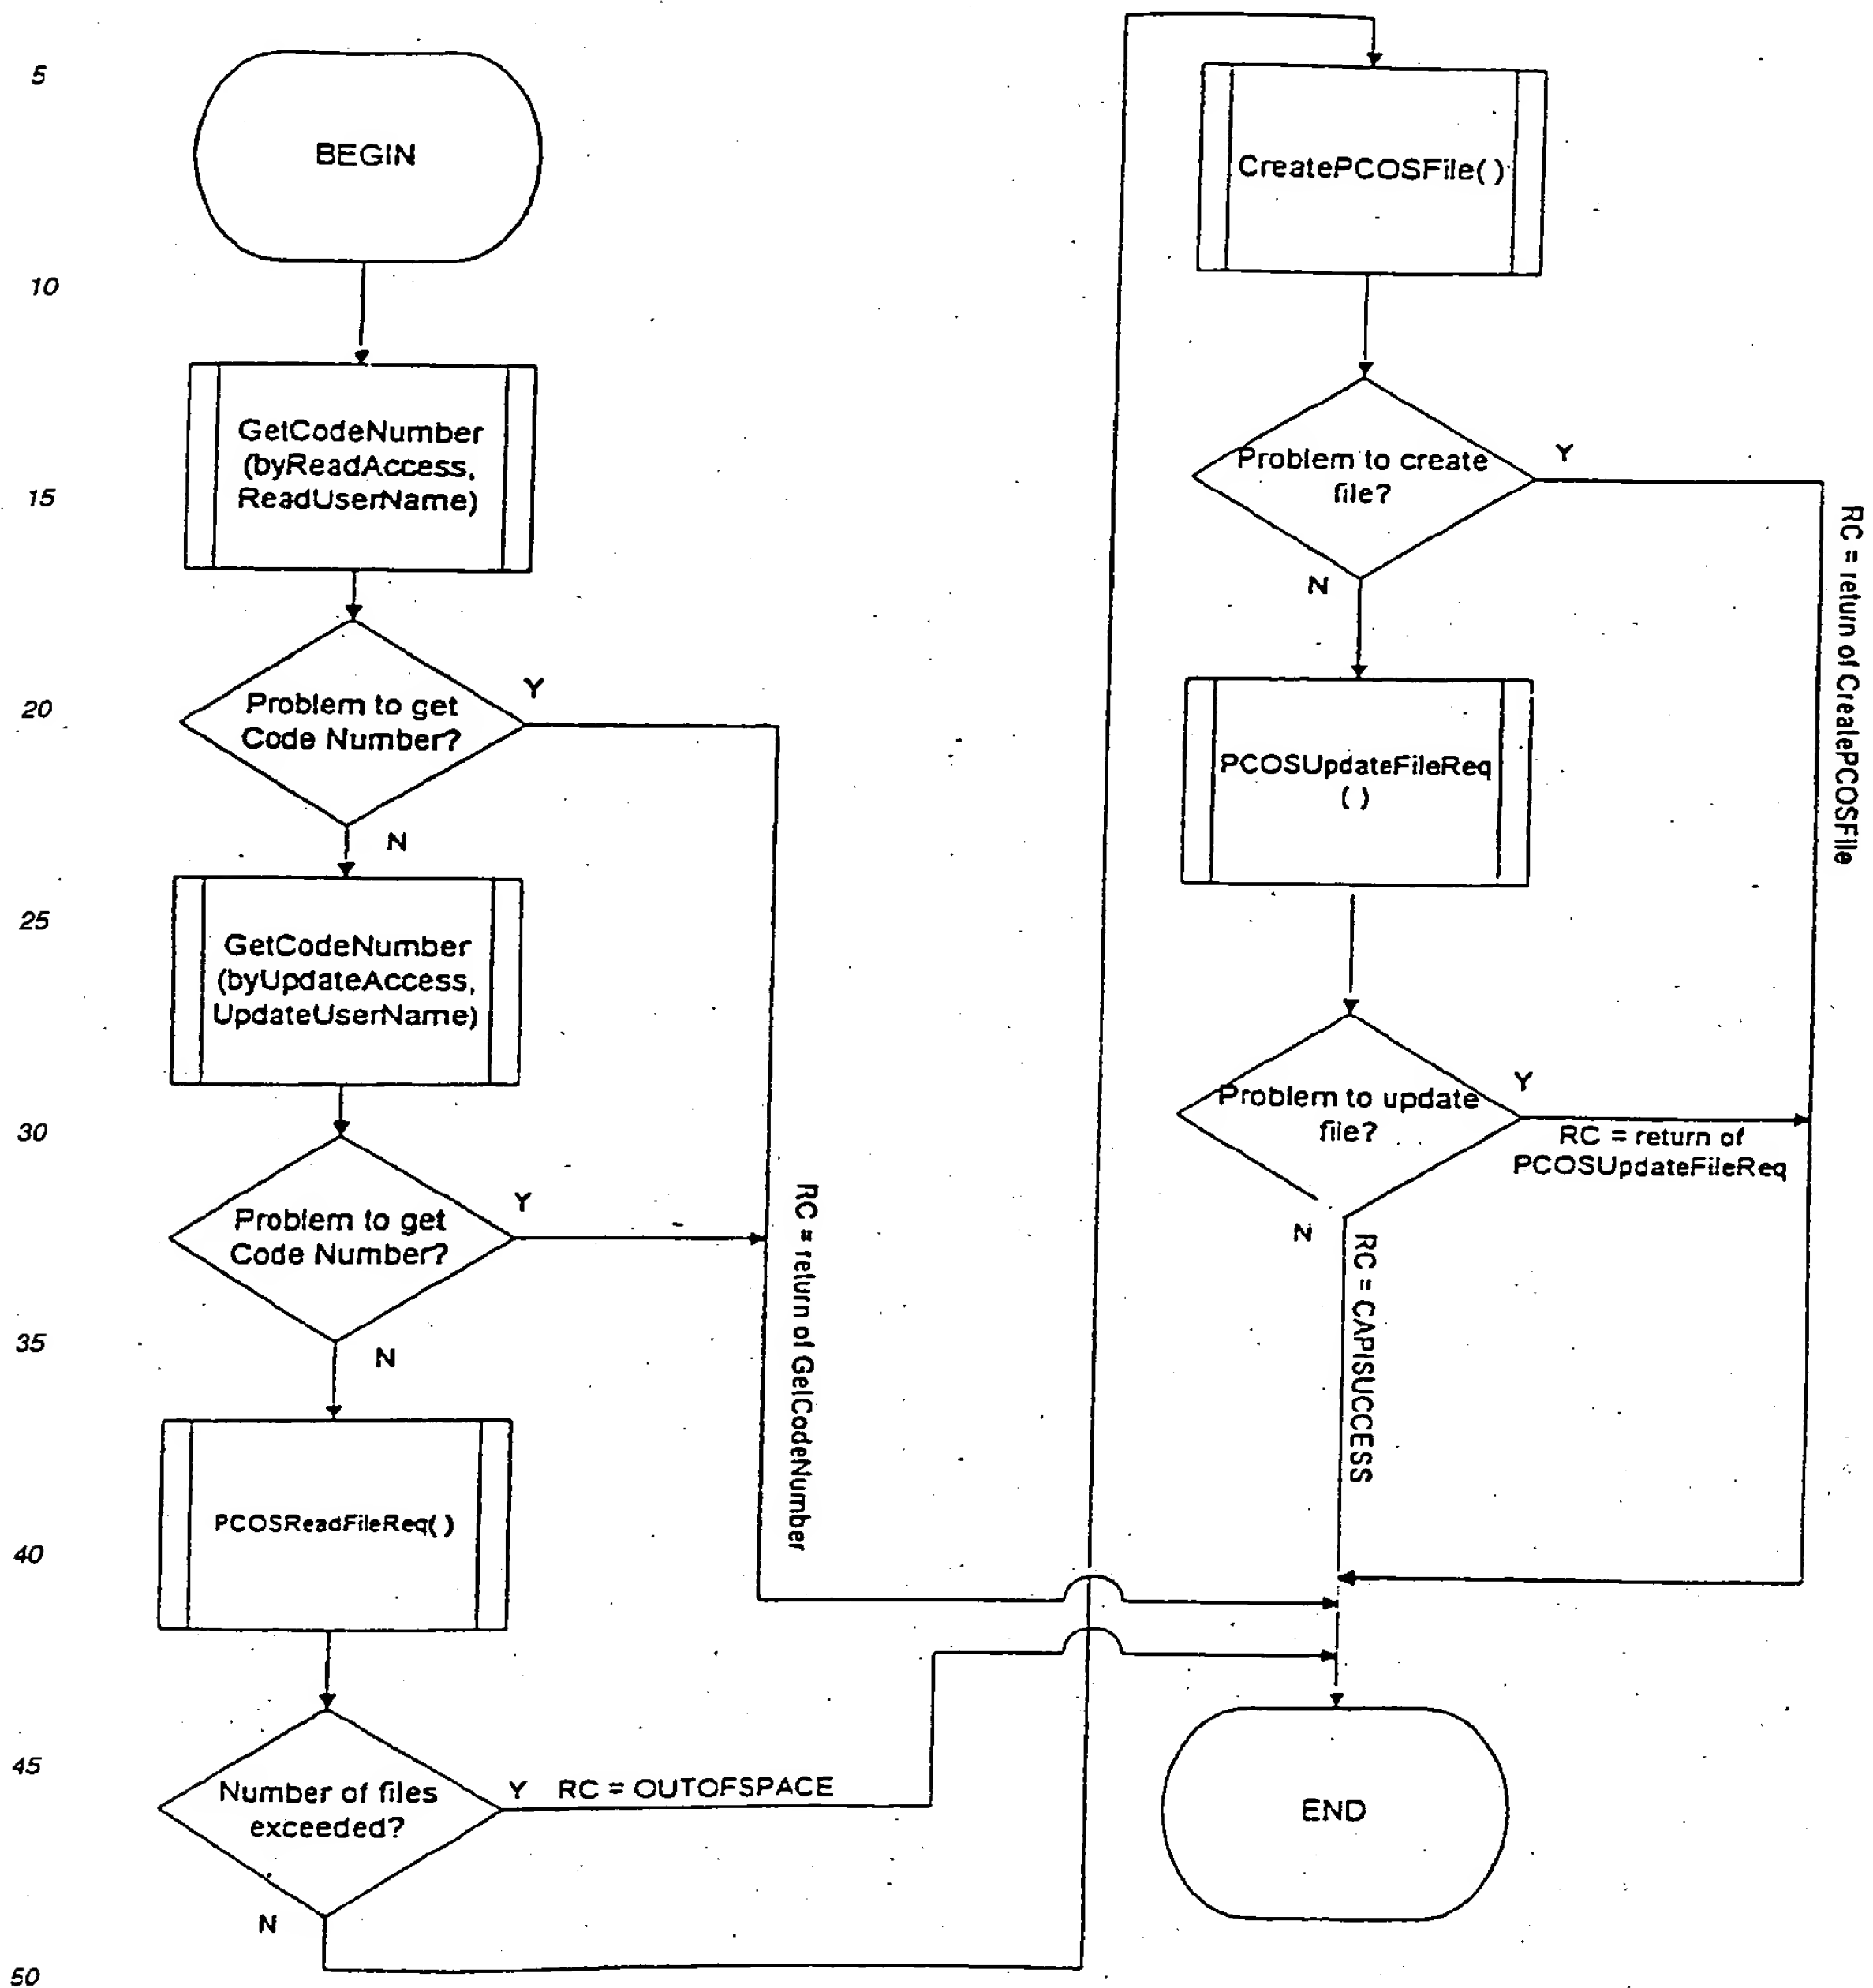 5
BEGIN
10
GetCodeNumber
(byReadAccess,
ReadUserName)
15
Problem to get
Code Number?
Y
20
N
GetCodeNumber
(byUpdateAccess,
UpdateUserName)
25
30
Problem to get
Code Number?
Y
RC = return of GetCodeNumber
35
N
PCOSReadFileReq( )
40
Number of files
exceeded?
Y RC = OUTOFSPACE
45
N
50
CreatePCOSFile( )
Problem to create
file?
Y
RC = return of CreatePCOSFile
N
PCOSUpdateFileReq
( )
Problem to update
file?
Y
RC = return of
PCOSUpdateFileReq
N
RC = CAPISUCCESS
END